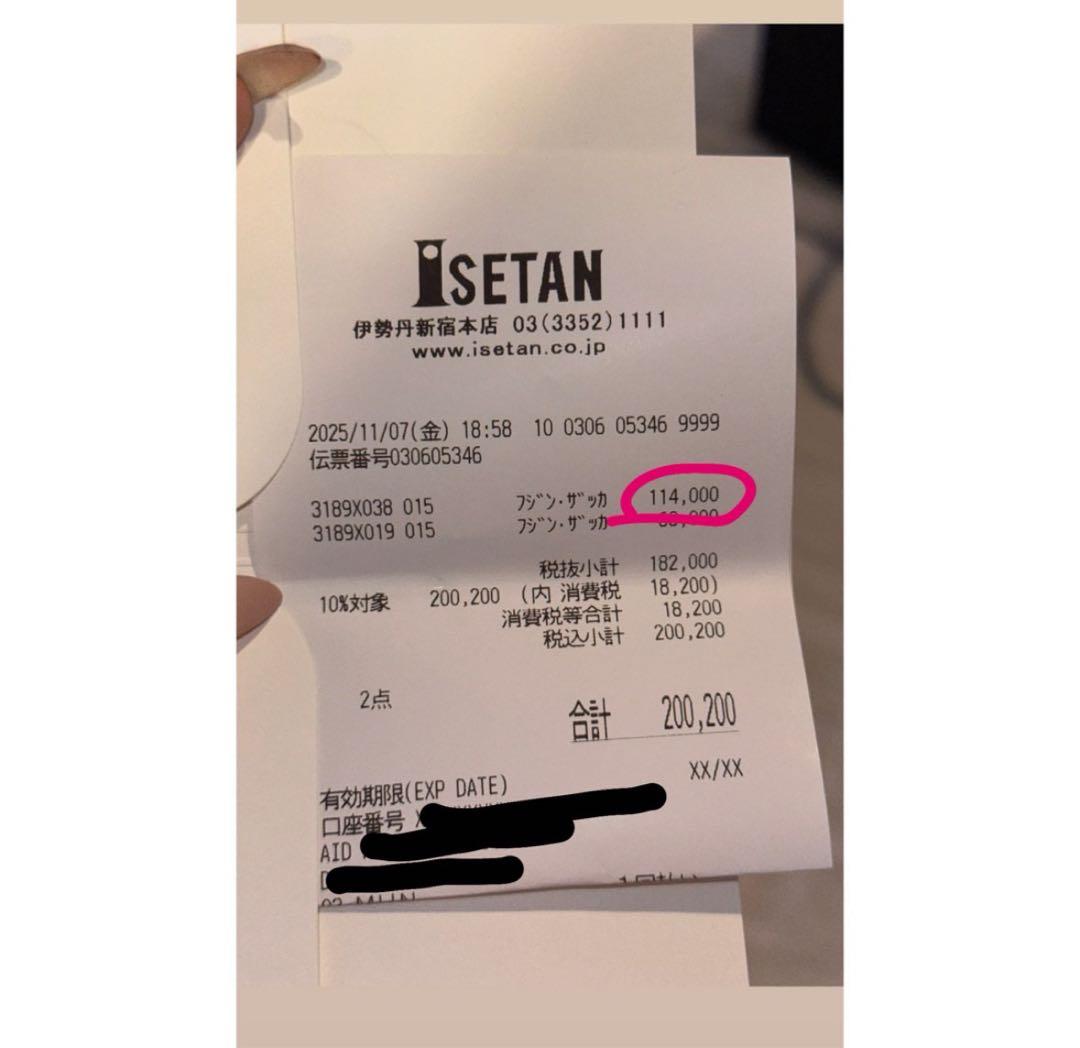 ISETAN
伊勢丹新宿本店 03(3352)1111
www.isetan.co.jp
2025/11/07(金) 18:58 10 0306 05346 9999
伝票番号030605346
3189X038 015 フジン・ザッカ 114,000
3189X019 015 フジン・ザッカ
税抜小計 182,000
10%対象 200,200 (内 消費税 18,200)
消費税等合計 18,200
税込小計 200,200
2点
合計 200,200
有効期限(EXP DATE) XX/XX
口座番号
AID